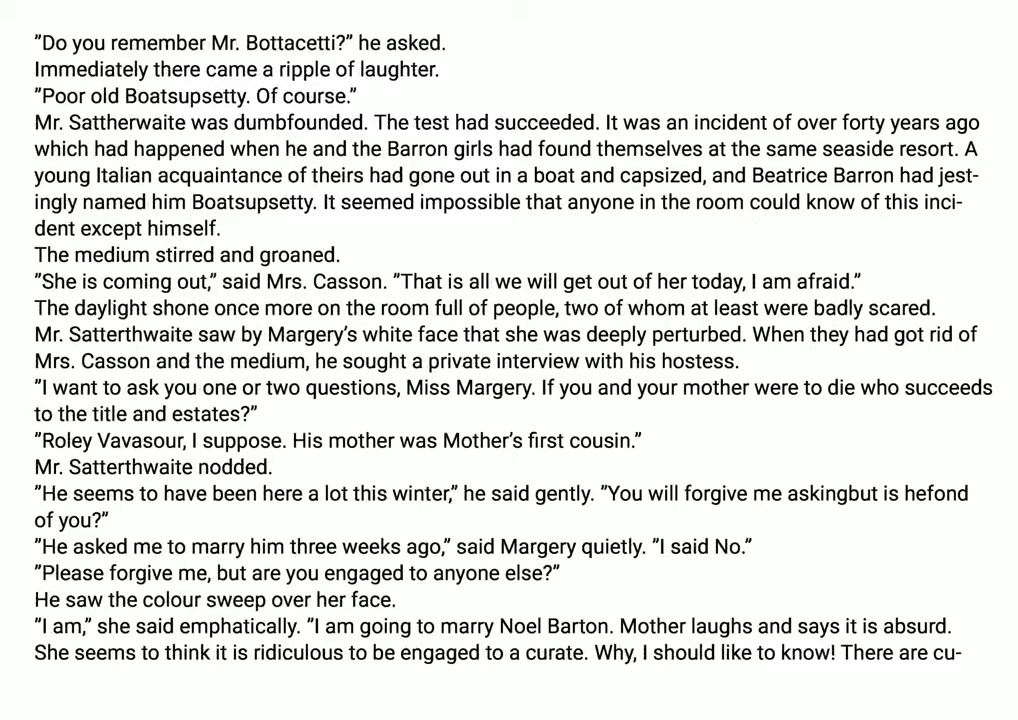 ”Do you remember Mr. Bottacetti?” he asked.
Immediately there came a ripple of laughter.
”Poor old Boatsupsetty. Of course.”
Mr. Sattherwaite was dumbfounded. The test had succeeded. It was an incident of over forty years ago
which had happened when he and the Barron girls had found themselves at the same seaside resort. A
young Italian acquaintance of theirs had gone out in a boat and capsized, and Beatrice Barron had jest-
ingly named him Boatsupsetty. It seemed impossible that anyone in the room could know of this inci-
dent except himself.
The medium stirred and groaned.
”She is coming out,” said Mrs. Casson. ”That is all we will get out of her today, I am afraid.”
The daylight shone once more on the room full of people, two of whom at least were badly scared.
Mr. Satterthwaite saw by Margery’s white face that she was deeply perturbed. When they had got rid of
Mrs. Casson and the medium, he sought a private interview with his hostess.
”I want to ask you one or two questions, Miss Margery. If you and your mother were to die who succeeds
to the title and estates?”
”Roley Vavasour, I suppose. His mother was Mother’s first cousin.”
Mr. Satterthwaite nodded.
”He seems to have been here a lot this winter,” he said gently. ”You will forgive me askingbut is hefond
of you?”
”He asked me to marry him three weeks ago,” said Margery quietly. ”I said No.”
”Please forgive me, but are you engaged to anyone else?”
He saw the colour sweep over her face.
”I am,” she said emphatically. ”I am going to marry Noel Barton. Mother laughs and says it is absurd.
She seems to think it is ridiculous to be engaged to a curate. Why, I should like to know! There are cu-